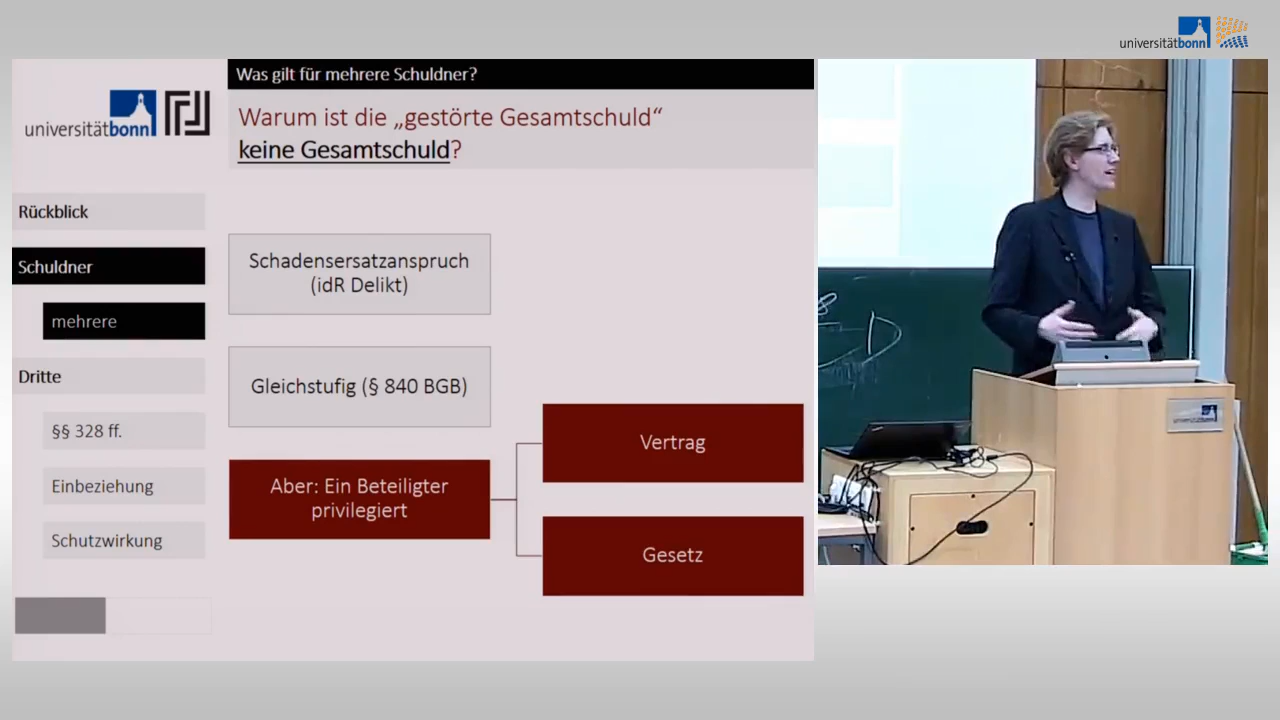 universitätbonn
Was gilt für mehrere Schuldner?
universitätbonn
Warum ist die „gestörte Gesamtschuld“
keine Gesamtschuld?
Rückblick
Schuldner
mehrere
Dritte
§§ 328 ff.
Einbeziehung
Schutzwirkung
Schadensersatzanspruch
(idR Delikt)
Gleichstufig (§ 840 BGB)
Aber: Ein Beteiligter
privilegiert
Vertrag
Gesetz
universitätbonn